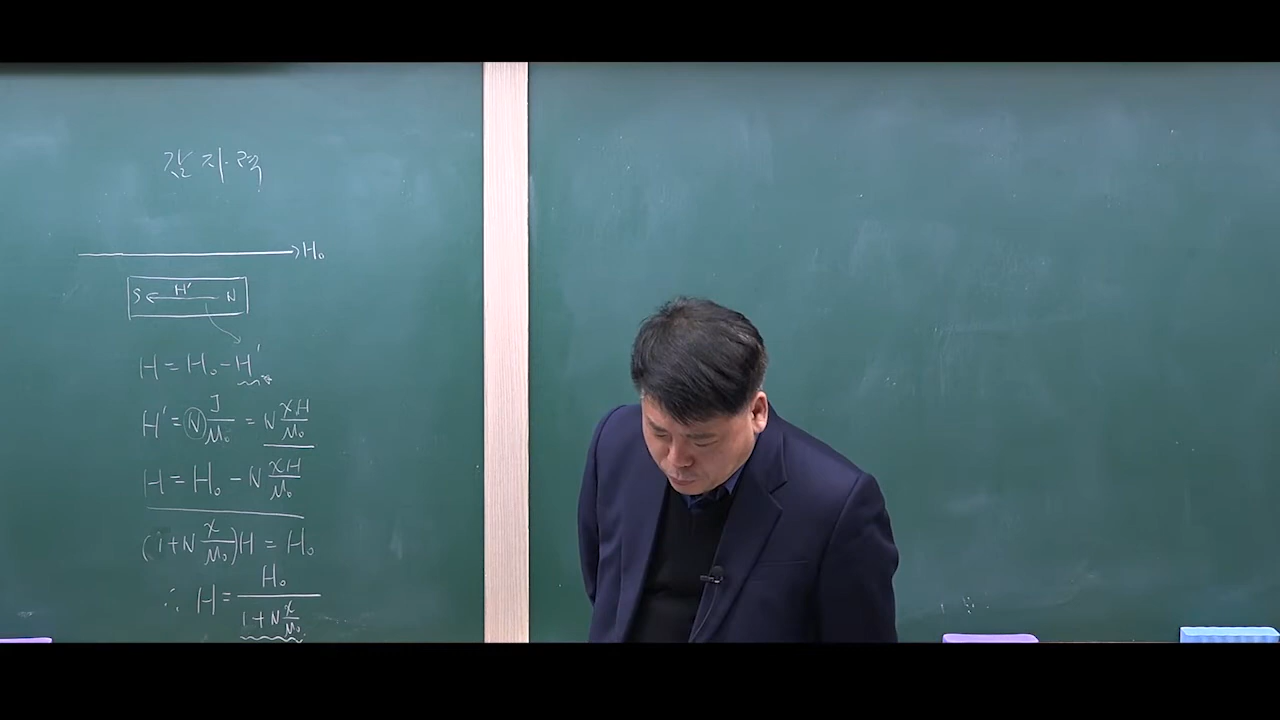 감자력
H₀
S H' N
H = H₀ - H'
H' = N J/μ₀ = N χH/μ₀
H = H₀ - N χH/μ₀
(1 + N χ/μ₀)H = H₀
∴ H = H₀/(1 + N χ/μ₀)